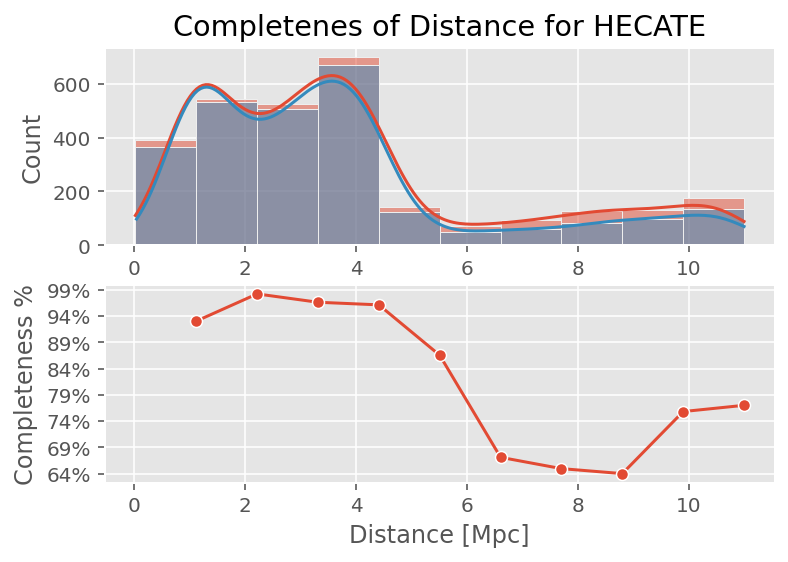 Completenes of Distance for HECATE
Count
600
400
200
0
0 2 4 6 8 10
Completeness %
99%
94%
89%
84%
79%
74%
69%
64%
0 2 4 6 8 10
Distance [Mpc]